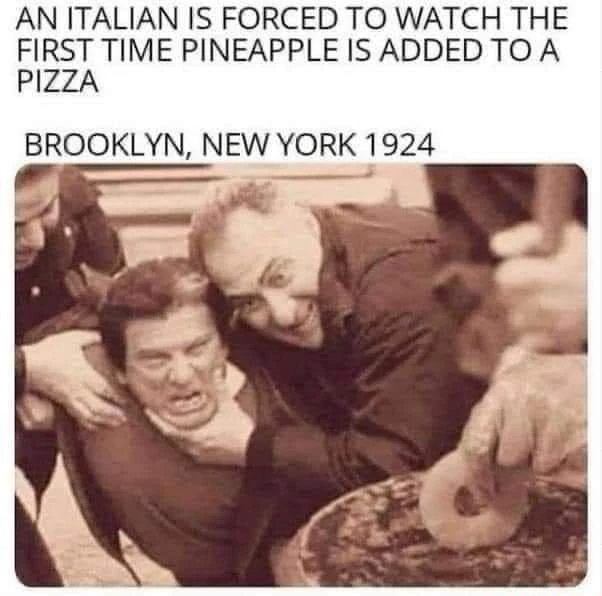 AN ITALIAN IS FORCED TO WATCH THE
FIRST TIME PINEAPPLE IS ADDED TO A
PIZZA
BROOKLYN, NEW YORK 1924